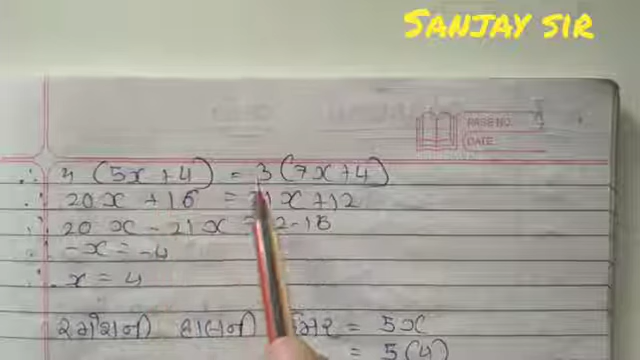 SANJAY SIR
PAGE NO.
DATE
∴ 4 (5x+4) = 3 (7x+4)
∴ 20x + 16 = 21x + 12
∴ 20x - 21x = 12-16
∴ -x = -4
∴ x = 4
= 5x
= 5(4)